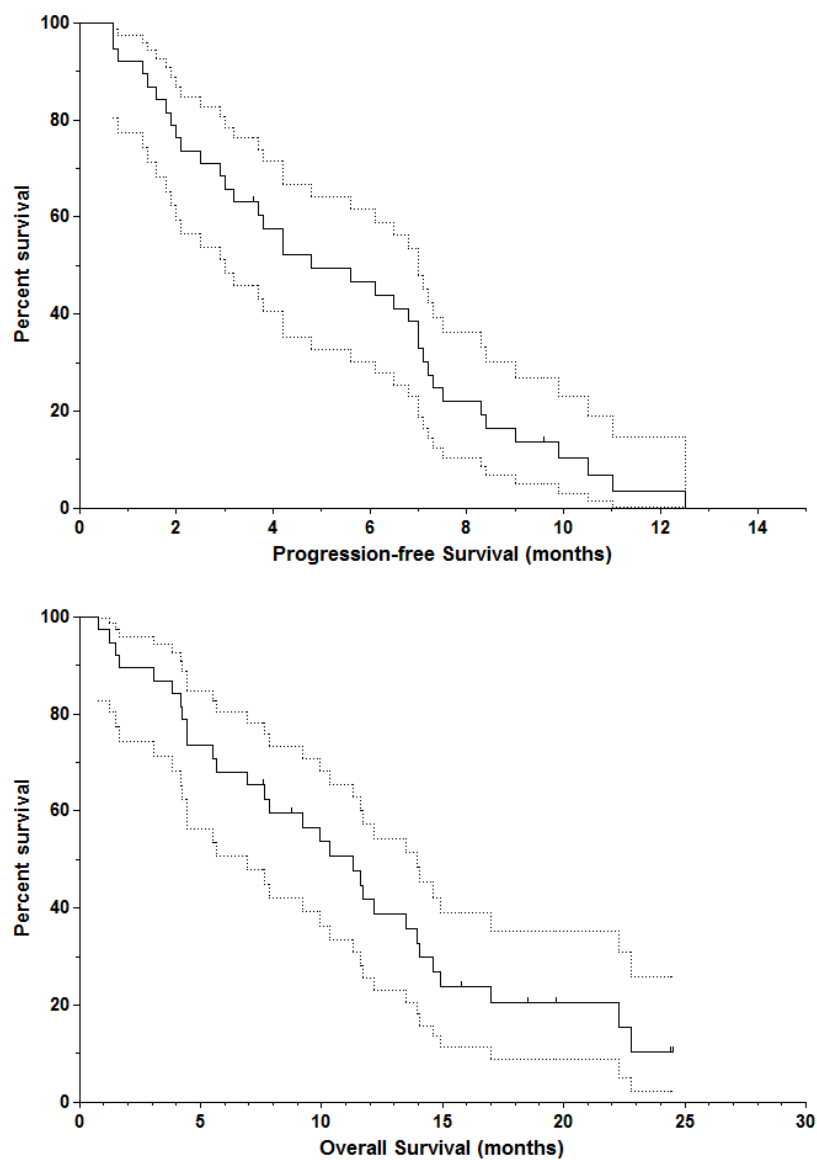 Percent survival
100
80
60
40
20
0
0 2 4 6 8 10 12 14
Progression-free Survival (months)
Percent survival
100
80
60
40
20
0
0 5 10 15 20 25 30
Overall Survival (months)